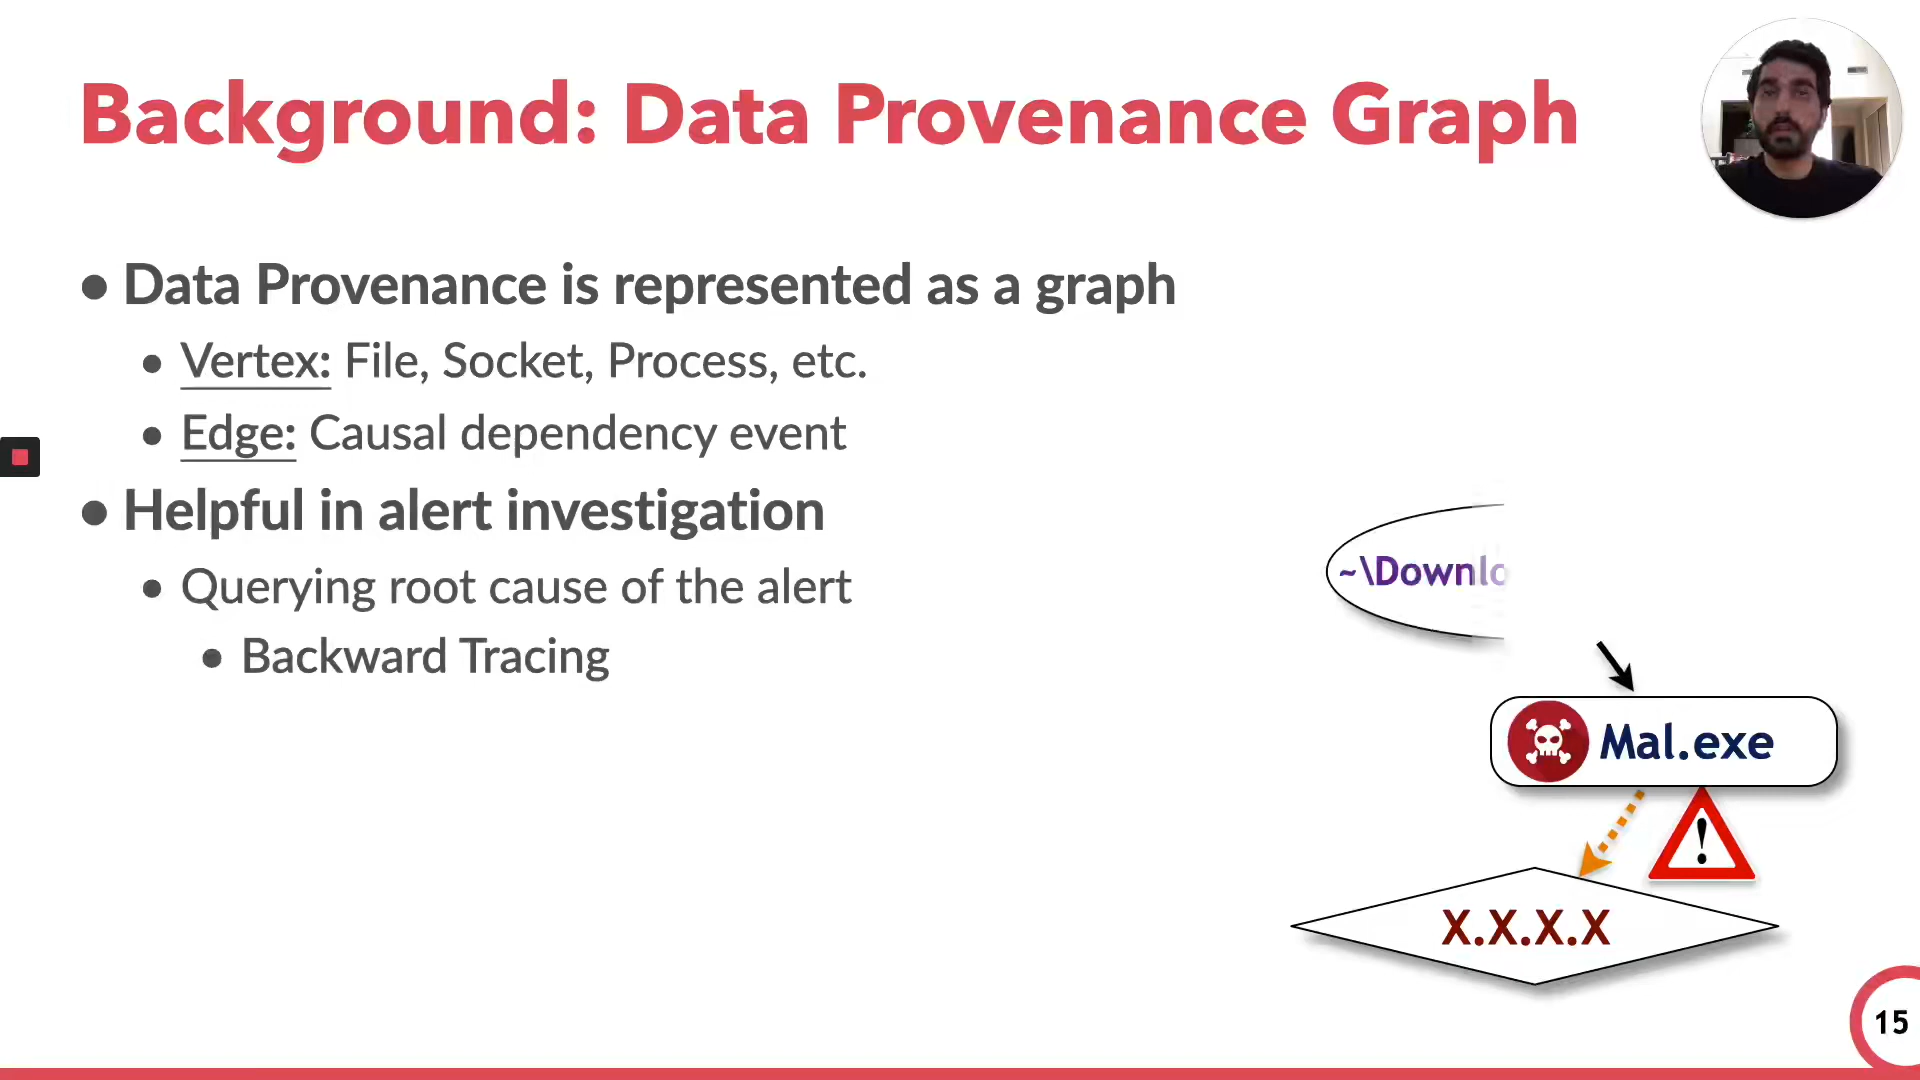 Background: Data Provenance Graph
• Data Provenance is represented as a graph
• Vertex: File, Socket, Process, etc.
• Edge: Causal dependency event
• Helpful in alert investigation
• Querying root cause of the alert
• Backward Tracing
~\Downlo
Mal.exe
!
X.X.X.X
15